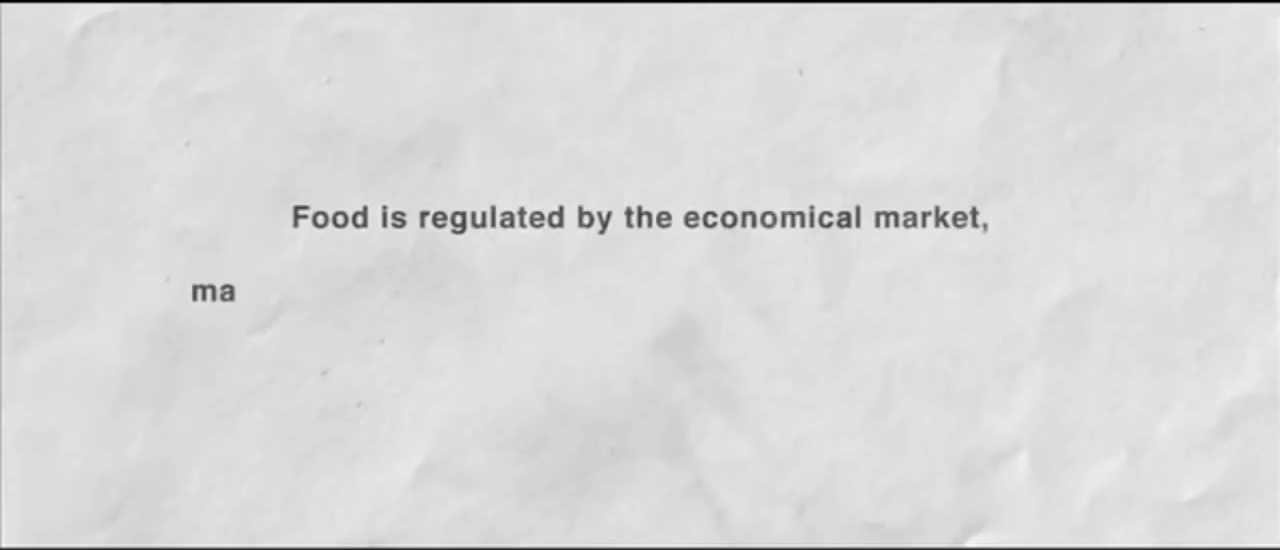 Food is regulated by the economical market,
ma